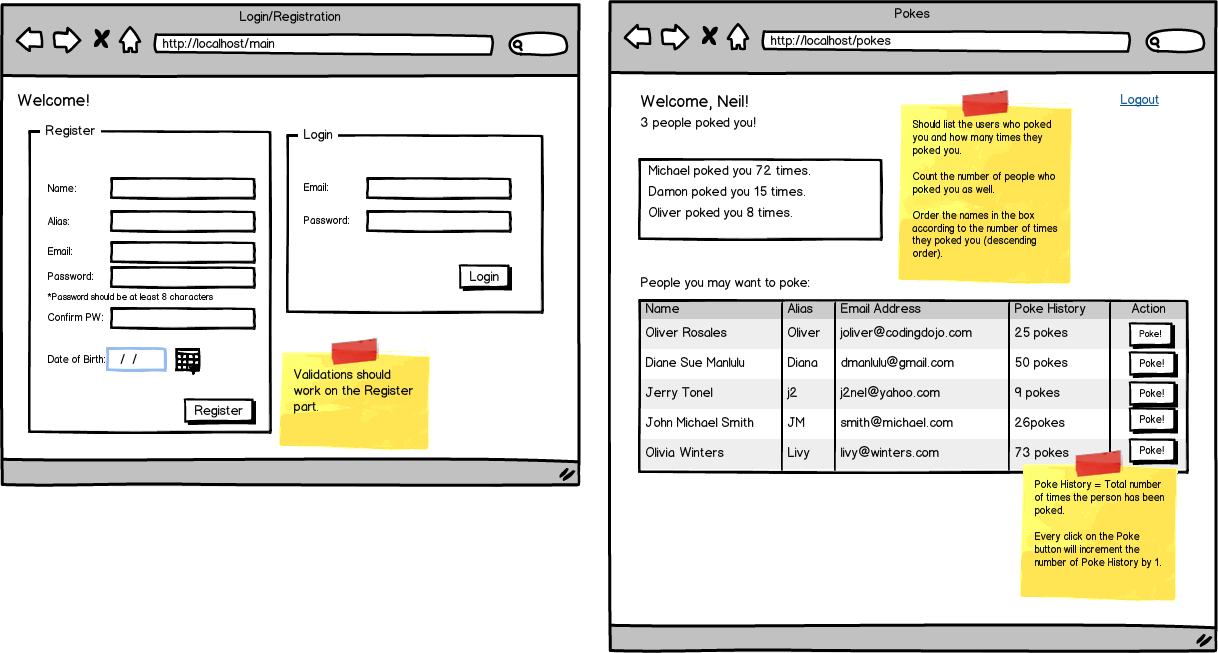 Login/Registration
http://localhost/main
Welcome!
Register
Name:
Alias:
Email:
Password:
*Password should be at least 8 characters
Confirm PW:
Date of Birth:
/ /
Register
Login
Email:
Password:
Login
Validations should
work on the Register
part.
Pokes
http://localhost/pokes
Welcome, Neil!
Logout
3 people poked you!
Michael poked you 72 times.
Damon poked you 15 times.
Oliver poked you 8 times.
Should list the users who poked
you and how many times they
poked you.
Count the number of people who
poked you as well.
Order the names in the box
according to the number of times
they poked you (descending
order).
People you may want to poke:
Name Alias Email Address Poke History Action
Oliver Rosales Oliver joliver@codingdojo.com 25 pokes Poke!
Diane Sue Manlulu Diana dmanlulu@gmail.com 50 pokes Poke!
Jerry Tonel j2 j2nel@yahoo.com 9 pokes Poke!
John Michael Smith JM smith@michael.com 26pokes Poke!
Olivia Winters Livy livy@winters.com 73 pokes Poke!
Poke History = Total number
of times the person has been
poked.
Every click on the Poke
button will increment the
number of Poke History by 1.